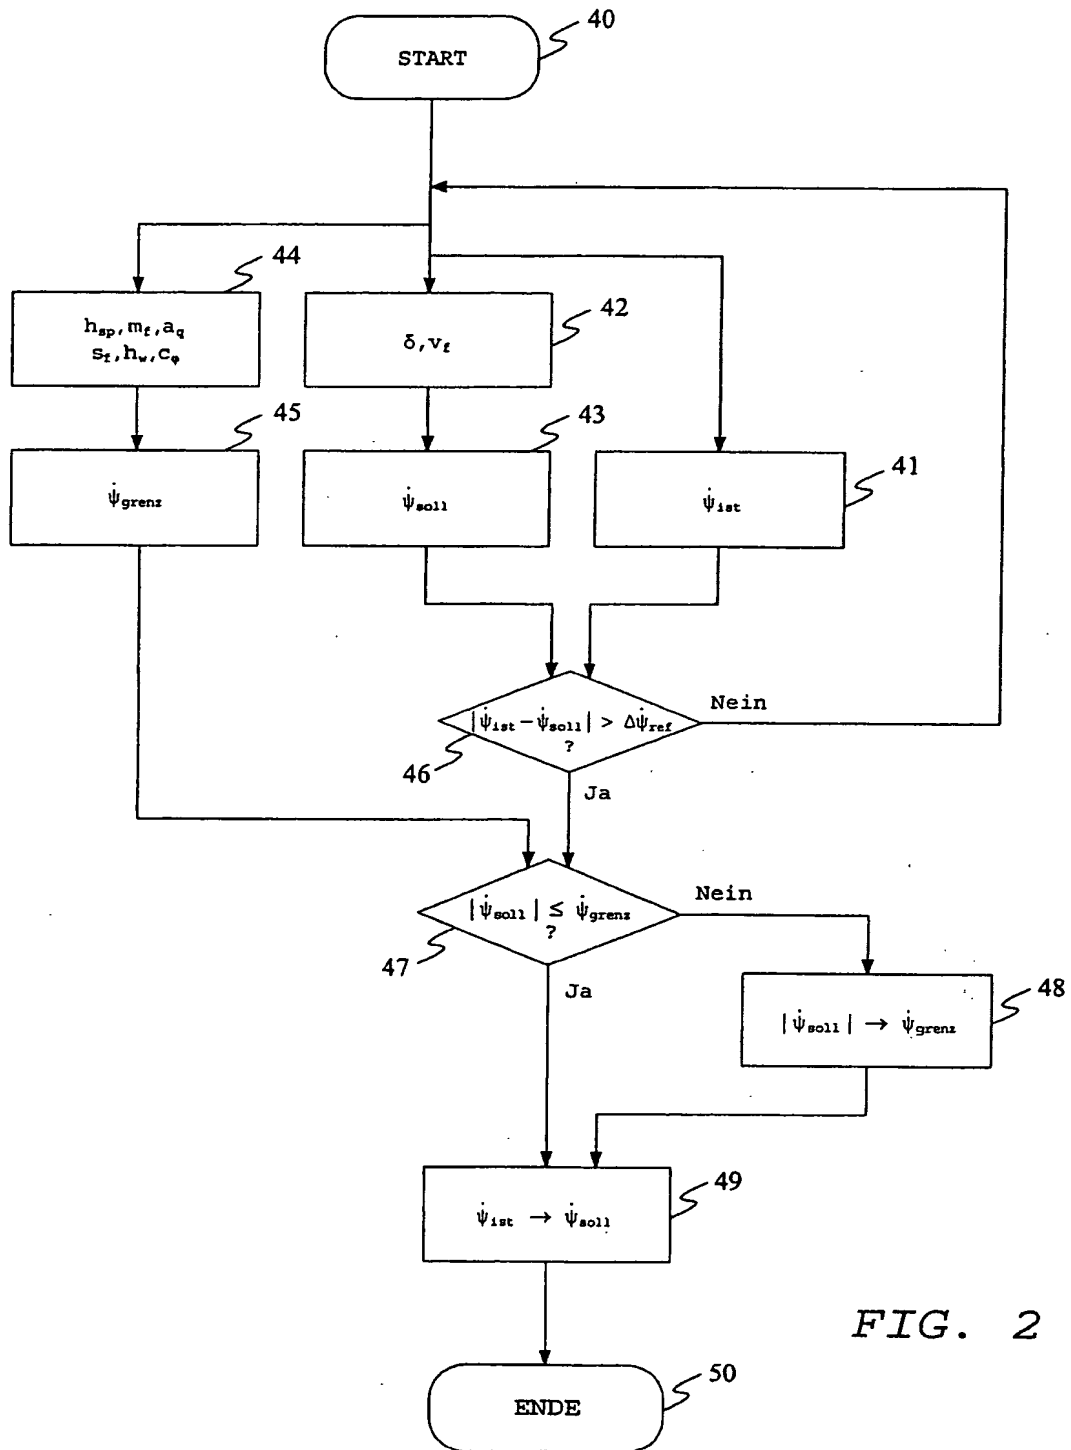 40
START
44
h_sp, m_f, a_q
s_f, h_w, c_φ
42
δ, v_f
45
ψ̇_grenz
43
ψ̇_soll
41
ψ̇_ist
|ψ̇_ist − ψ̇_soll| > Δψ̇_ref
?
Nein
46
Ja
|ψ̇_soll| ≤ ψ̇_grenz
?
Nein
47
Ja
48
|ψ̇_soll| → ψ̇_grenz
49
ψ̇_ist → ψ̇_soll
FIG. 2
50
ENDE